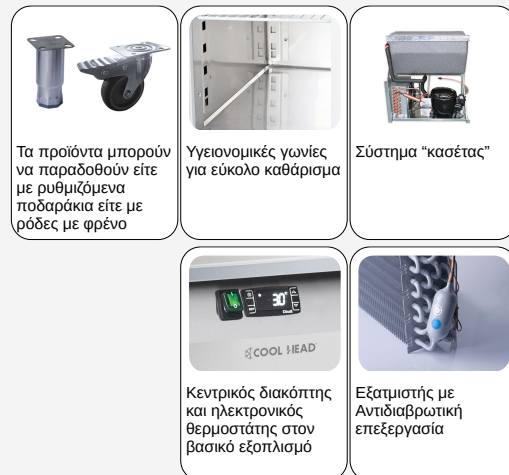 Τα προϊόντα μπορούν
να παραδοθούν είτε
με ρυθμιζόμενα
ποδαράκια είτε με
ρόδες με φρένο
Υγειονομικές γωνίες
για εύκολο καθάρισμα
Σύστημα “κασέτας”
30°
COOL HEAD
Κεντρικός διακόπτης
και ηλεκτρονικός
θερμοστάτης στον
βασικό εξοπλισμό
Εξατμιστής με
Αντιδιαβρωτική
επεξεργασία